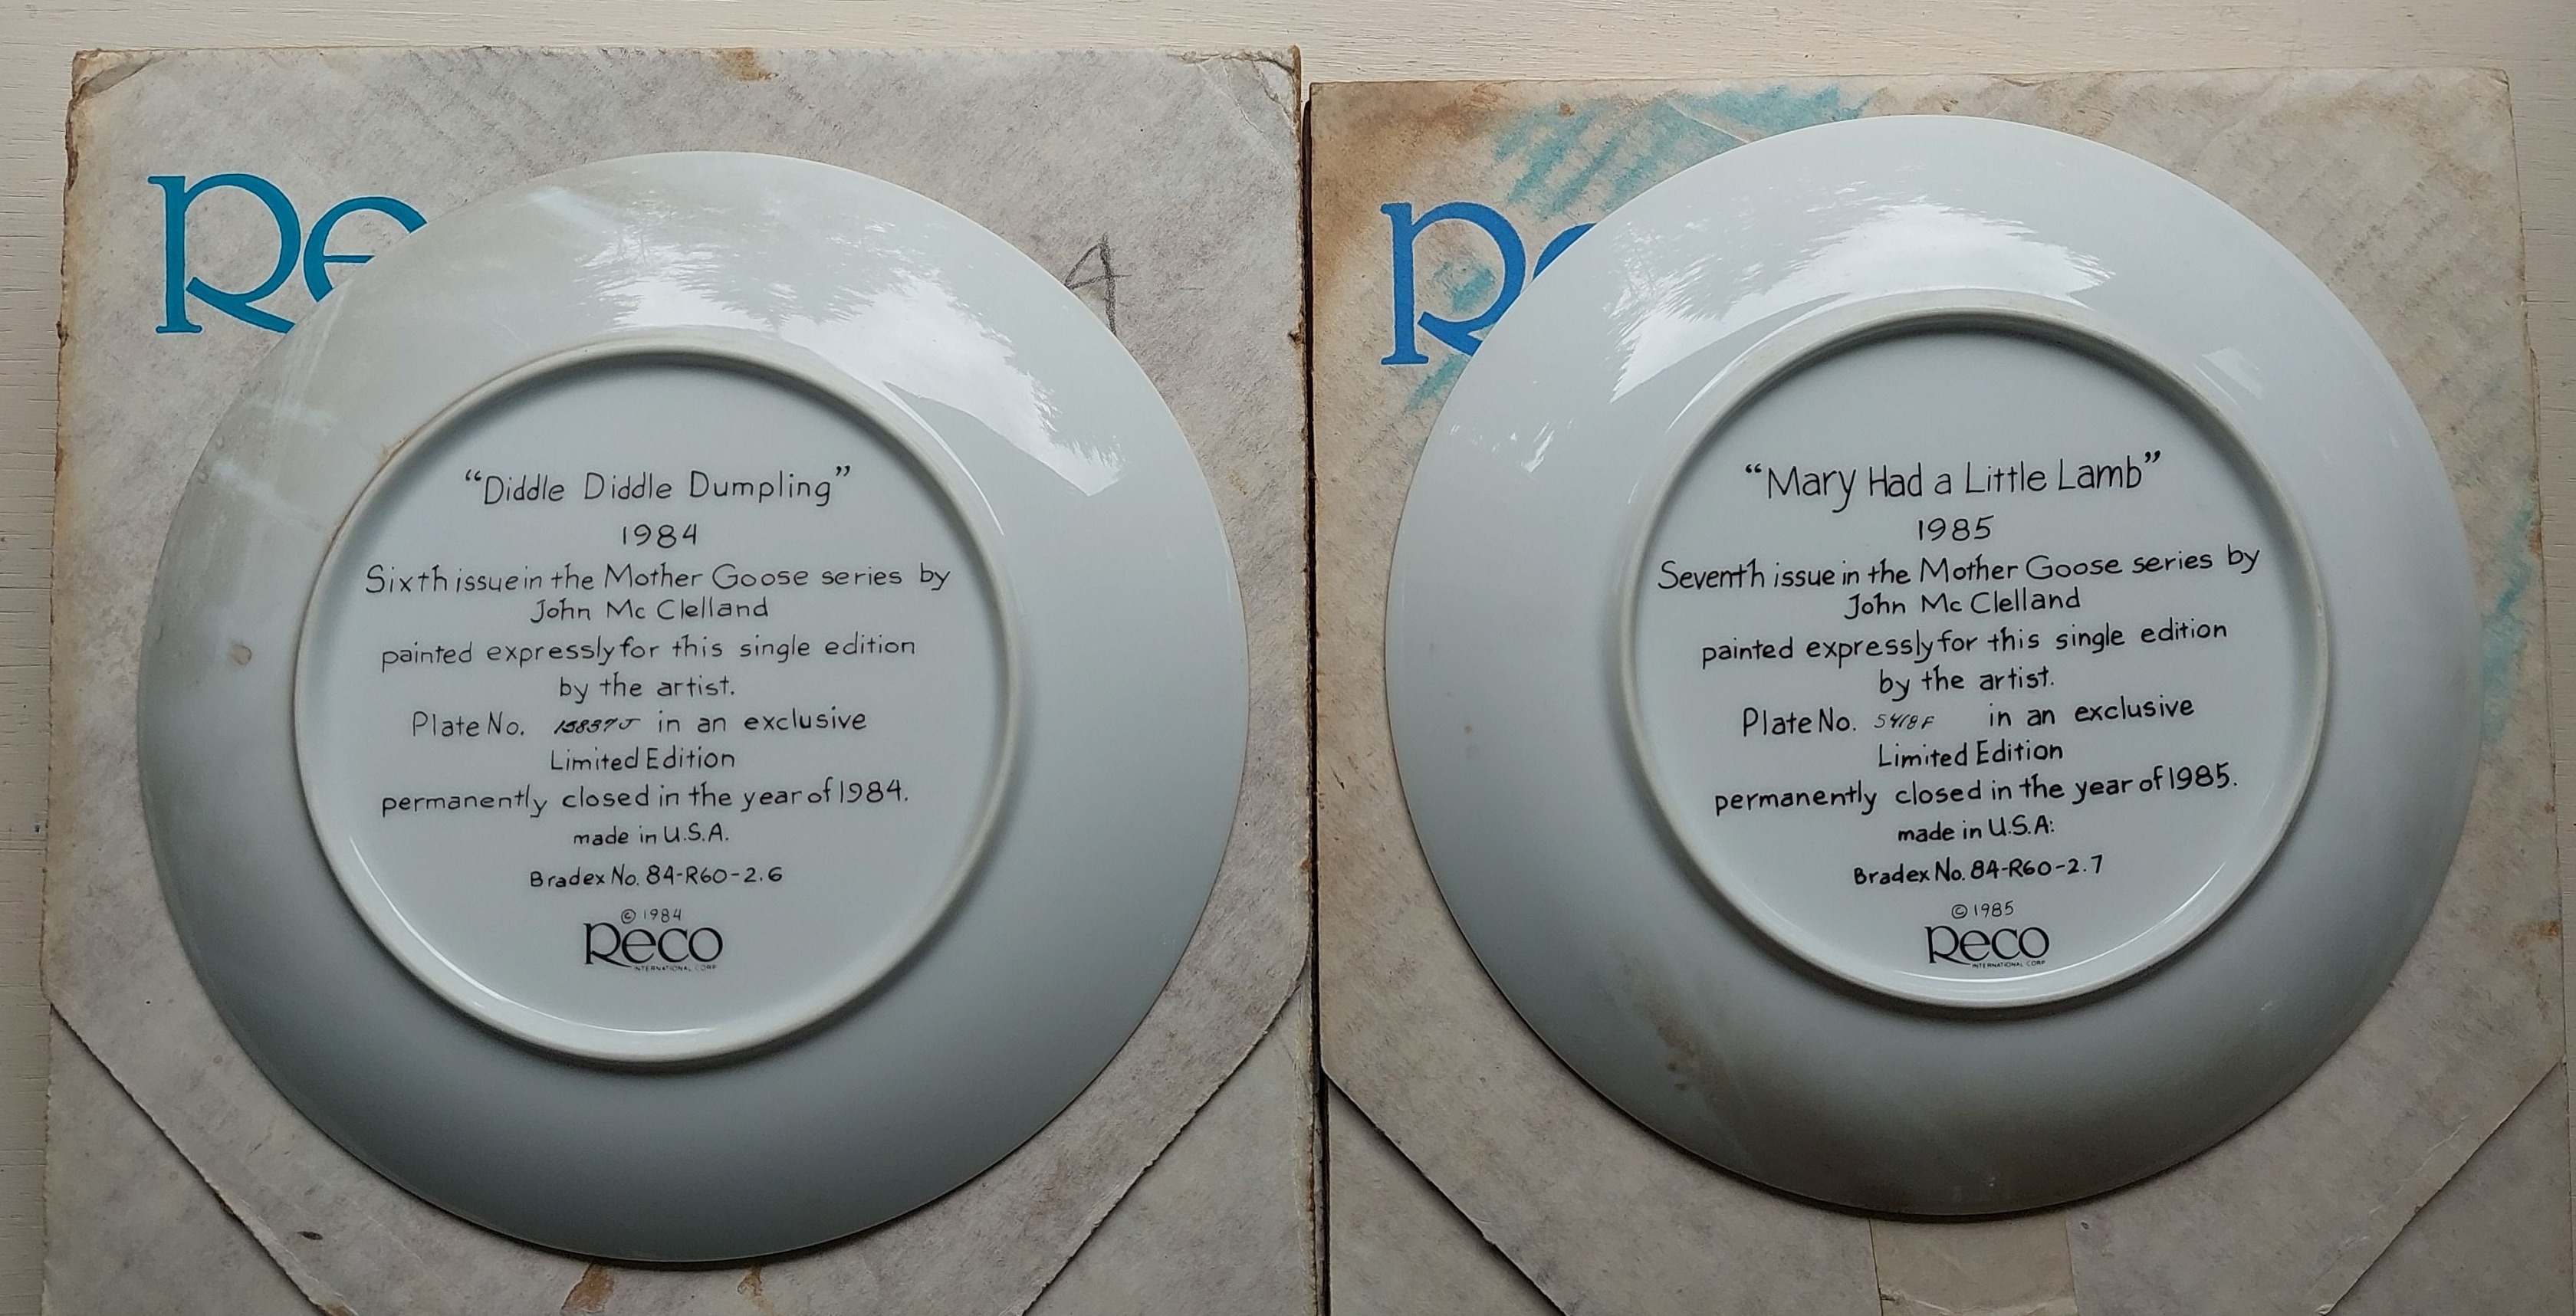 Re
4
"Diddle Diddle Dumpling"
1984
Sixth issue in the Mother Goose series by
John Mc Clelland
painted expressly for this single edition
by the artist.
Plate No. 15837J in an exclusive
Limited Edition
permanently closed in the year of 1984.
made in U.S.A.
Bradex No. 84-R60-2.6
© 1984
Reco
INTERNATIONAL CORP.
Re
"Mary Had a Little Lamb"
1985
Seventh issue in the Mother Goose series by
John Mc Clelland
painted expressly for this single edition
by the artist.
Plate No. 5418F in an exclusive
Limited Edition
permanently closed in the year of 1985.
made in U.S.A.
Bradex No. 84-R60-2.7
© 1985
Reco
INTERNATIONAL CORP.